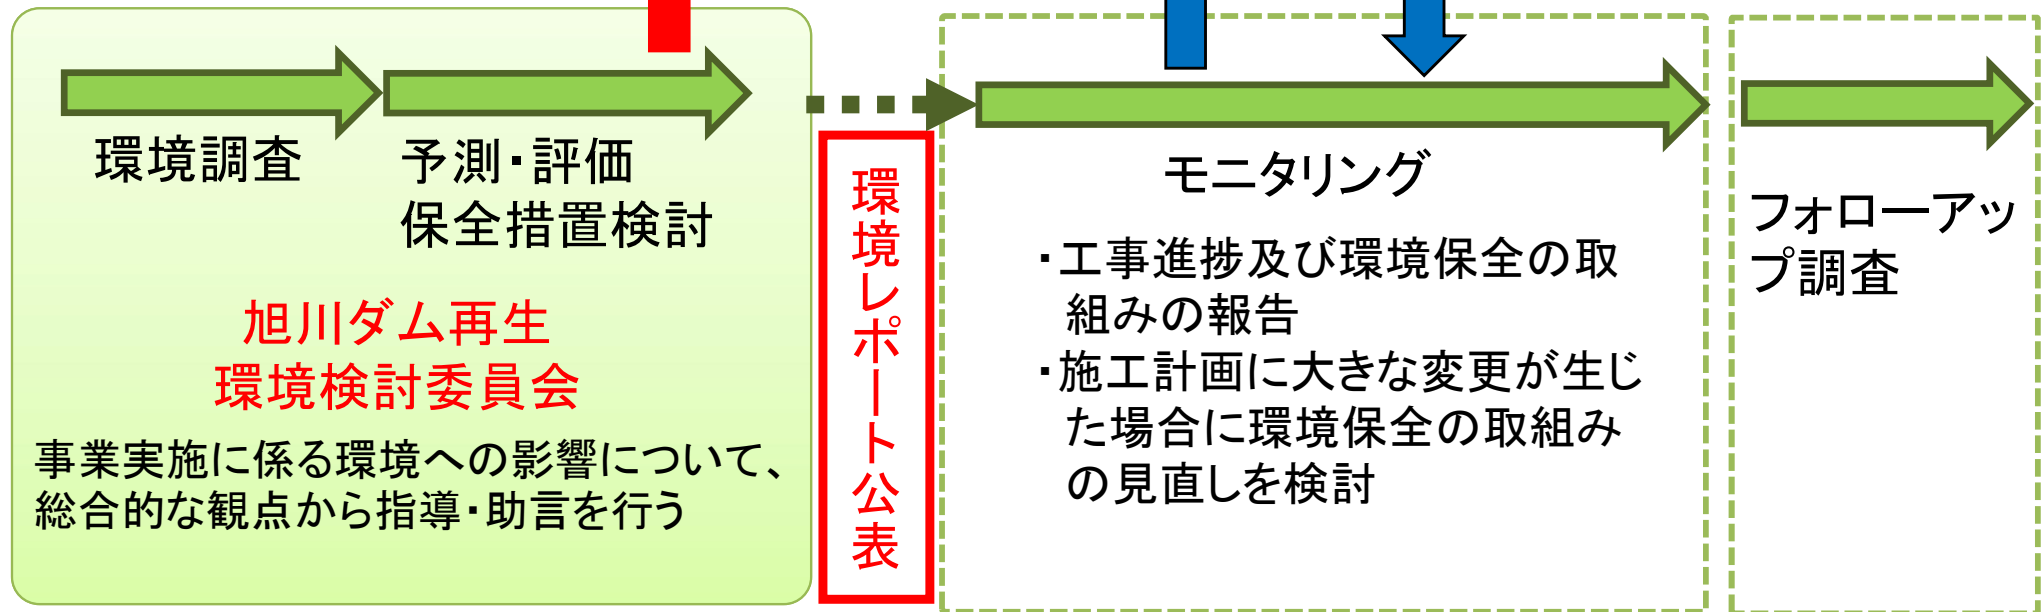 環境調査
予測・評価
保全措置検討
旭川ダム再生
環境検討委員会
事業実施に係る環境への影響について、
総合的な観点から指導・助言を行う
環境レポート公表
モニタリング
・工事進捗及び環境保全の取
組みの報告
・施工計画に大きな変更が生じ
た場合に環境保全の取組み
の見直しを検討
フォローアッ
プ調査